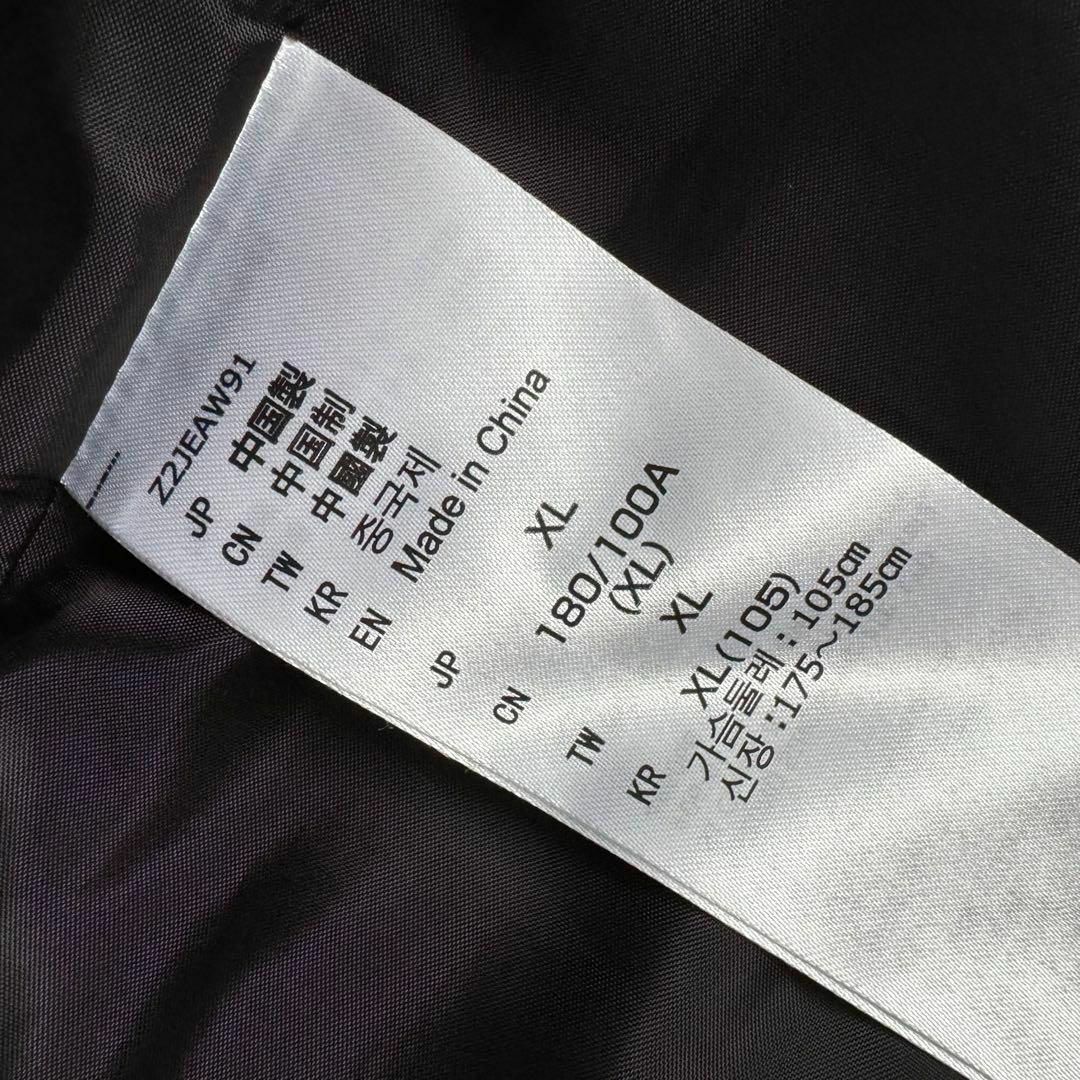 Z2JEAW91
JP 中国製
CN 中国制
TW 中國製
KR 중국제
EN Made in China
JP XL
CN 180/100A
(XL)
TW XL
KR XL(105)
가슴둘레 : 105cm
신장 : 175~185cm